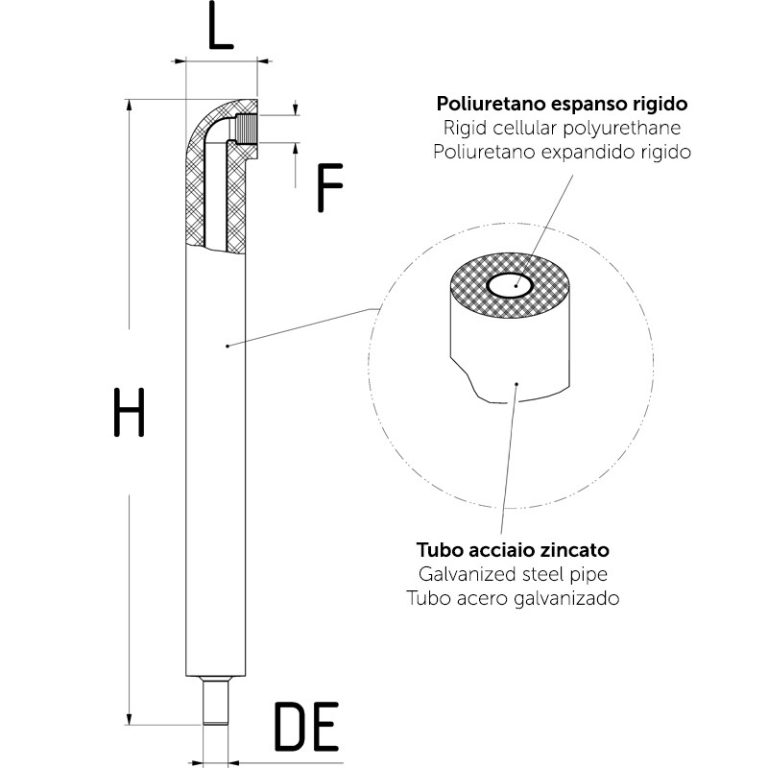 L
Poliuretano espanso rigido
Rigid cellular polyurethane
Poliuretano expandido rigido
F
H
Tubo acciaio zincato
Galvanized steel pipe
Tubo acero galvanizado
DE